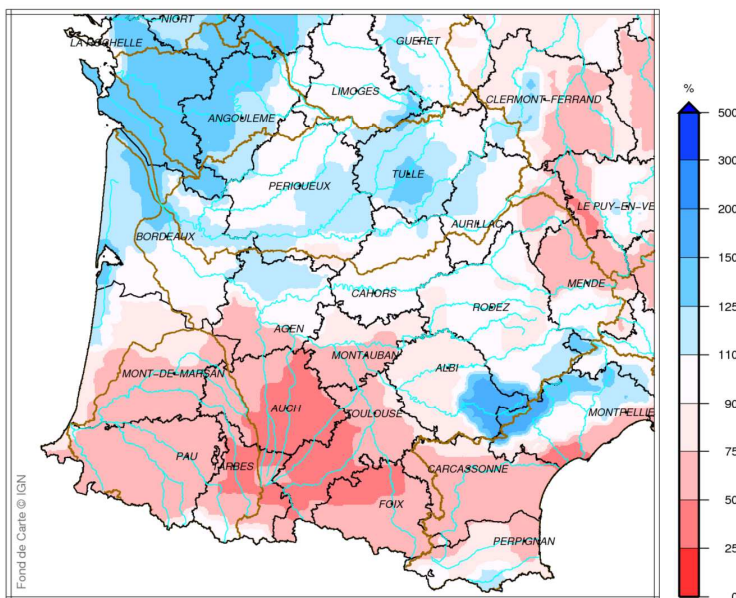 NIORT
LA ROCHELLE
GUERET
LIMOGES
CLERMONT-FERRAND
ANGOULEME
TULLE
PERIGUEUX
LE PUY-EN-VE
AURILLAC
BORDEAUX
MENDE
CAHORS
RODEZ
AGEN
MONTAUBAN
ALBI
MONT-DE-MARSAN
AUCH
TOULOUSE
MONTPELLIE
PAU
TARBES
CARCASSONNE
FOIX
PERPIGNAN
%
500
300
200
150
125
110
90
75
50
25
0
Fond de Carte © IGN